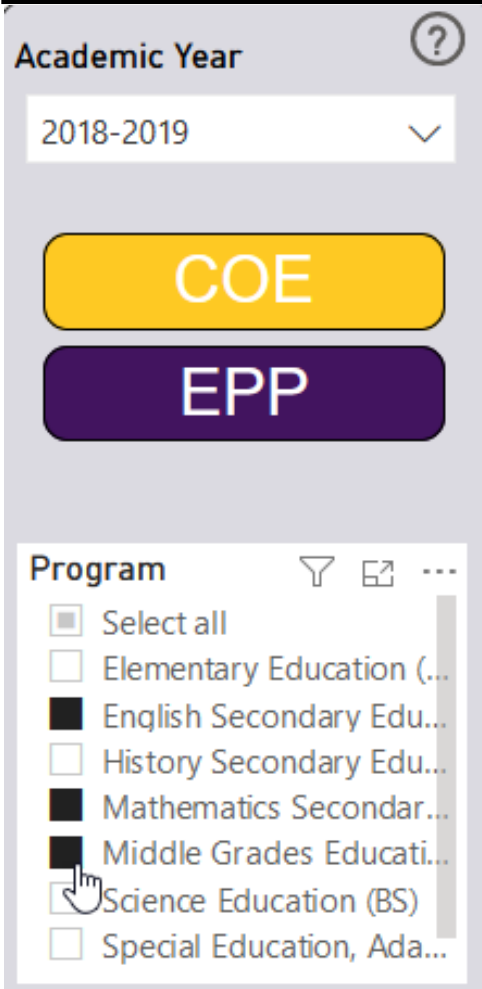 Academic Year
2018-2019
COE
EPP
Program
Select all
Elementary Education (...
English Secondary Edu...
History Secondary Edu...
Mathematics Secondar...
Middle Grades Educati...
Science Education (BS)
Special Education, Ada...